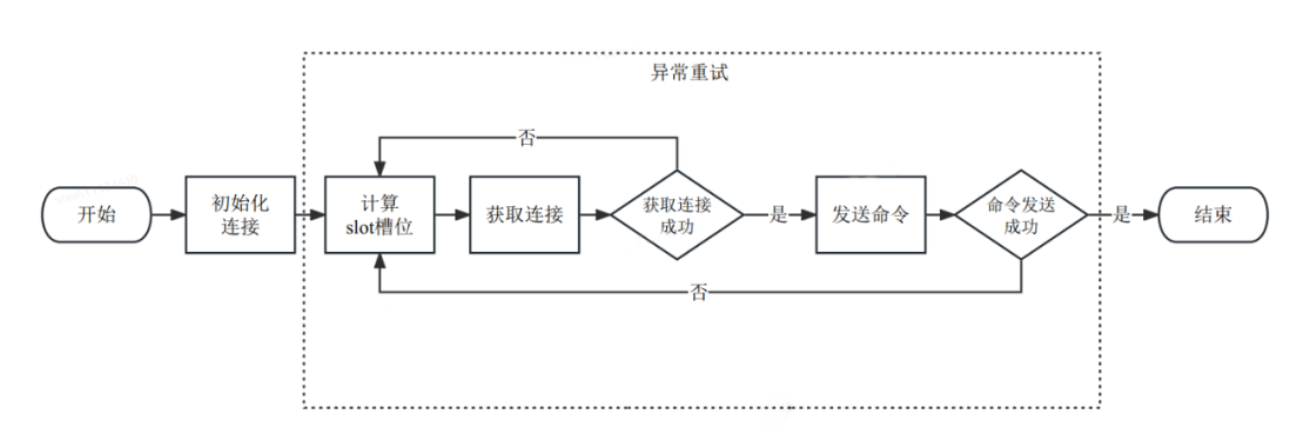 异常重试
否
开始
初始化
连接
计算
slot槽位
获取连接
获取连接
成功
是
发送命令
命令发送
成功
是
结束
否